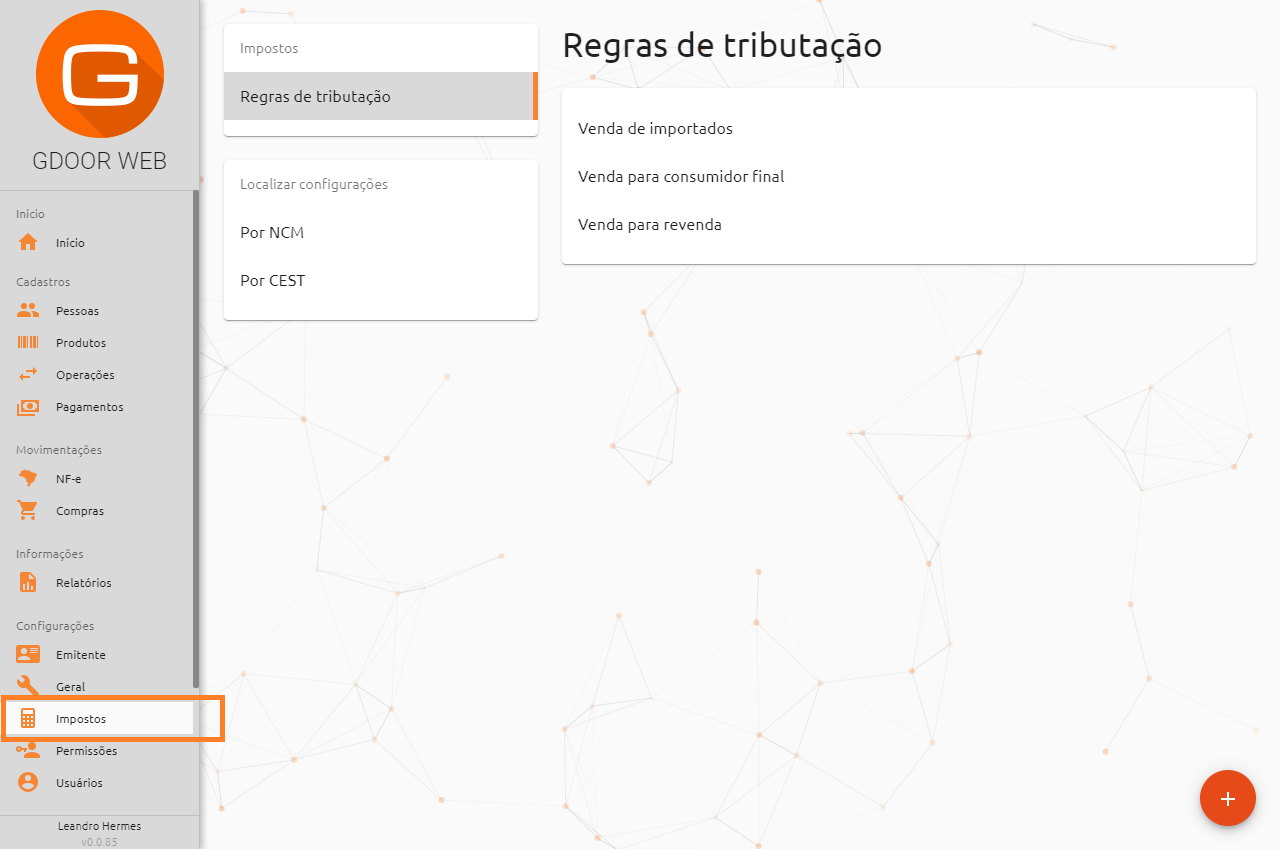 G
GDOOR WEB
Início
Início
Cadastros
Pessoas
Produtos
Operações
Pagamentos
Movimentações
NF-e
Compras
Informações
Relatórios
Configurações
Emitente
Geral
Impostos
Permissões
Usuários
Leandro Hermes
v0.0.85
Impostos
Regras de tributação
Localizar configurações
Por NCM
Por CEST
Regras de tributação
Venda de importados
Venda para consumidor final
Venda para revenda
+